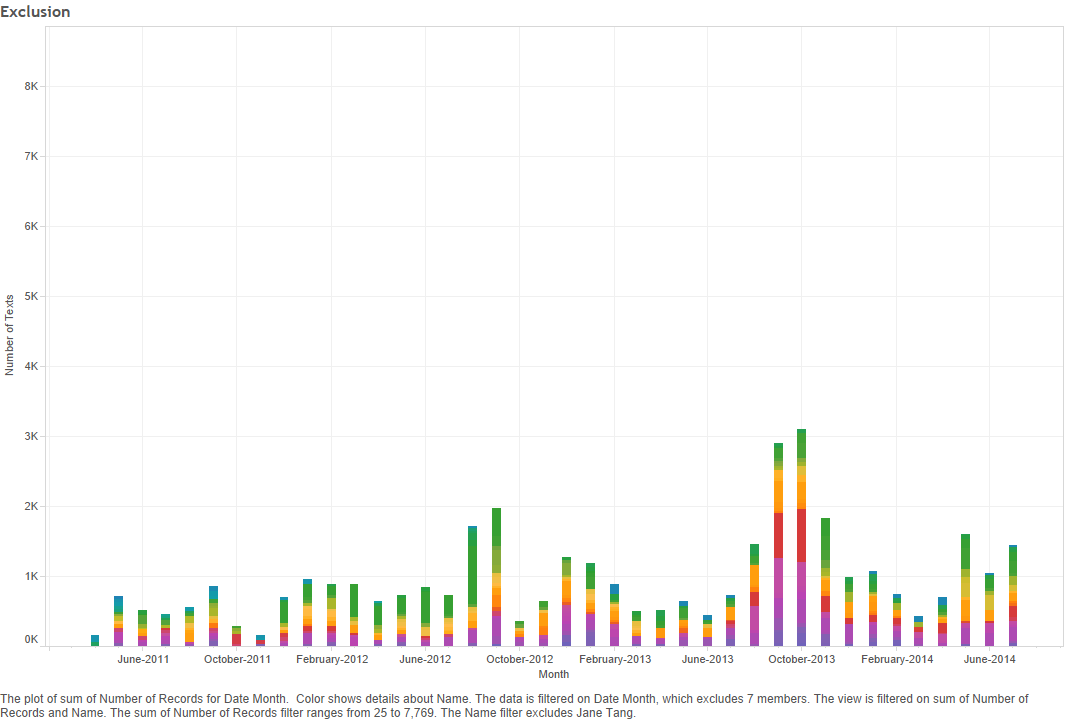 Exclusion
8K
7K
6K
5K
4K
3K
2K
1K
0K
Number of Texts
June-2011
October-2011
February-2012
June-2012
October-2012
February-2013
June-2013
October-2013
February-2014
June-2014
Month
The plot of sum of Number of Records for Date Month.  Color shows details about Name. The data is filtered on Date Month, which excludes 7 members. The view is filtered on sum of Number of
Records and Name. The sum of Number of Records filter ranges from 25 to 7,769. The Name filter excludes Jane Tang.